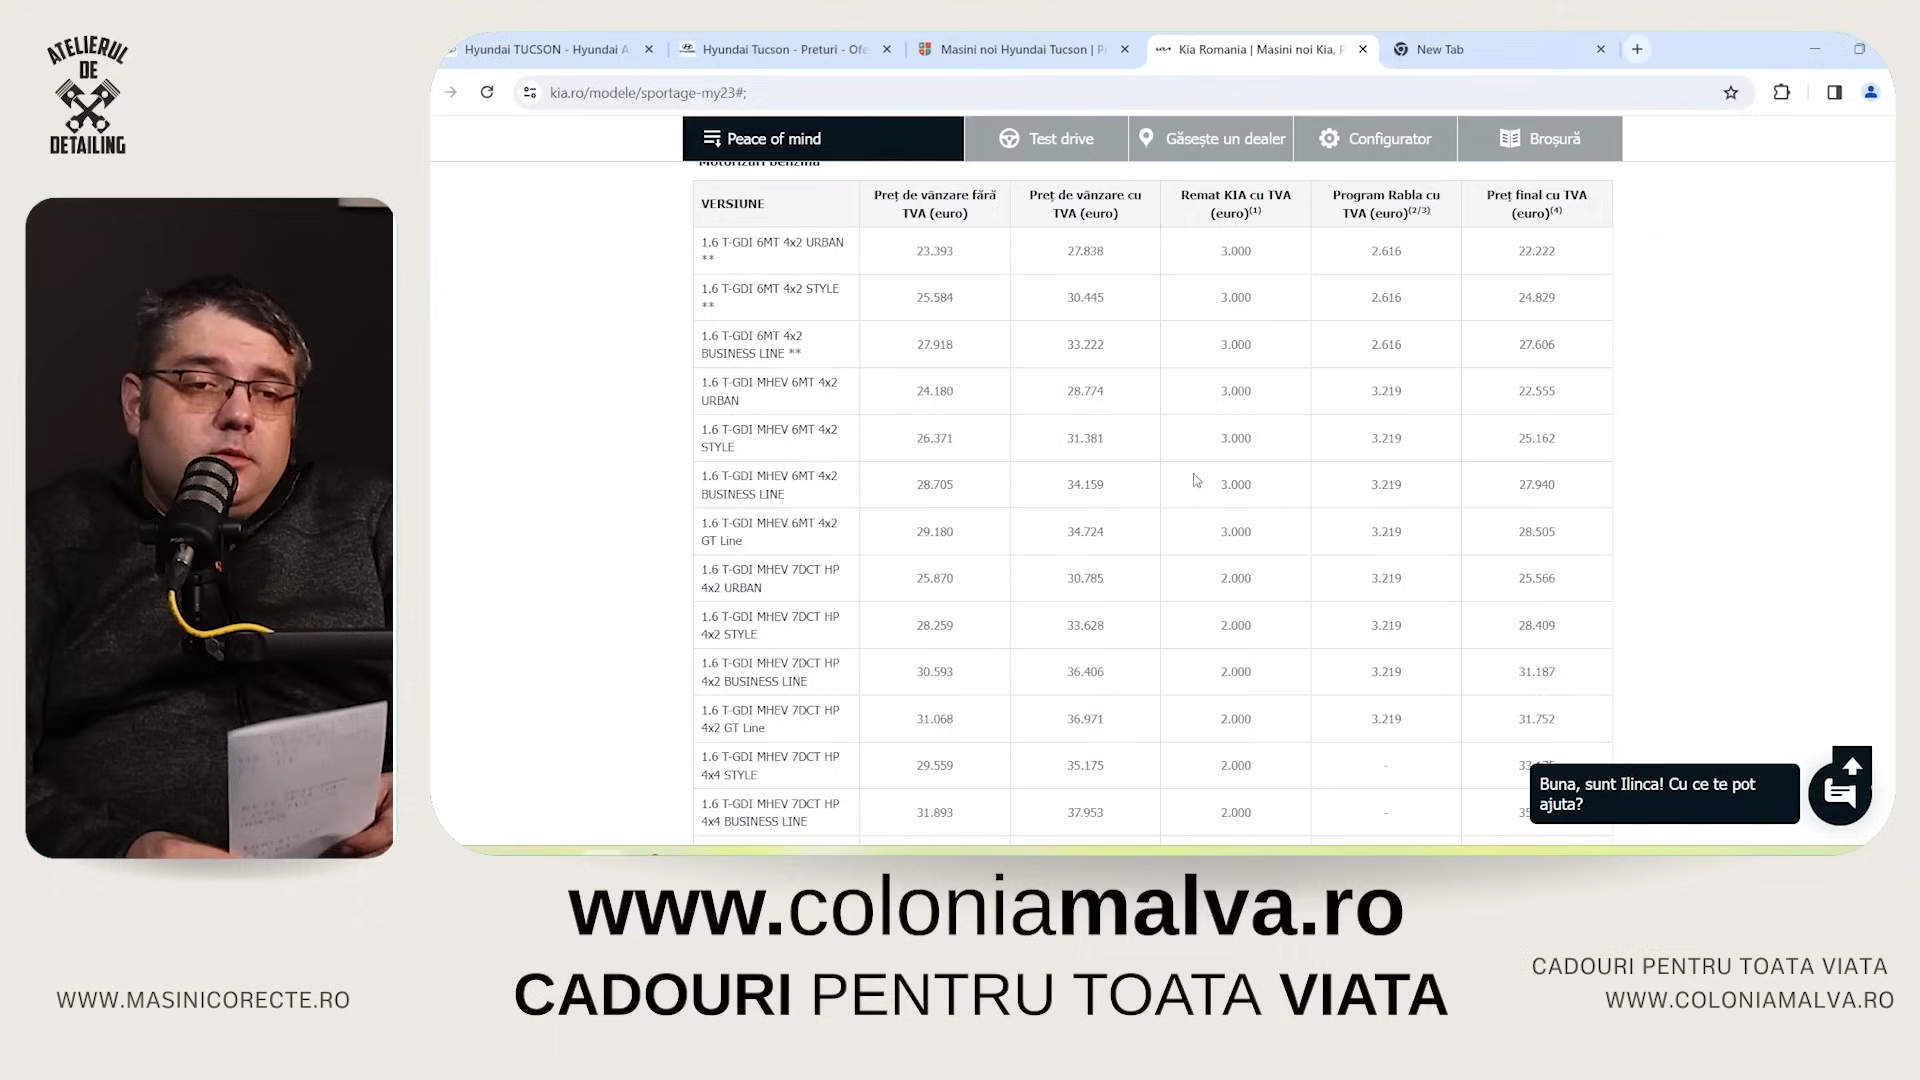 ATELIERUL
DE
DETAILING
Hyundai TUCSON - Hyundai A
Hyundai Tucson - Preturi - Ofe
Masini noi Hyundai Tucson | P
Kia Romania | Masini noi Kia, P
New Tab
kia.ro/modele/sportage-my23#;
Peace of mind
Test drive
Găsește un dealer
Configurator
Broșură
Motorizări benzină
VERSIUNE
Preț de vânzare fără TVA (euro)
Preț de vânzare cu TVA (euro)
Remat KIA cu TVA (euro)(1)
Program Rabla cu TVA (euro)(2/3)
Preț final cu TVA (euro)(4)
1.6 T-GDI 6MT 4x2 URBAN ** 23.393 27.838 3.000 2.616 22.222
1.6 T-GDI 6MT 4x2 STYLE ** 25.584 30.445 3.000 2.616 24.829
1.6 T-GDI 6MT 4x2 BUSINESS LINE ** 27.918 33.222 3.000 2.616 27.606
1.6 T-GDI MHEV 6MT 4x2 URBAN 24.180 28.774 3.000 3.219 22.555
1.6 T-GDI MHEV 6MT 4x2 STYLE 26.371 31.381 3.000 3.219 25.162
1.6 T-GDI MHEV 6MT 4x2 BUSINESS LINE 28.705 34.159 3.000 3.219 27.940
1.6 T-GDI MHEV 6MT 4x2 GT Line 29.180 34.724 3.000 3.219 28.505
1.6 T-GDI MHEV 7DCT HP 4x2 URBAN 25.870 30.785 2.000 3.219 25.566
1.6 T-GDI MHEV 7DCT HP 4x2 STYLE 28.259 33.628 2.000 3.219 28.409
1.6 T-GDI MHEV 7DCT HP 4x2 BUSINESS LINE 30.593 36.406 2.000 3.219 31.187
1.6 T-GDI MHEV 7DCT HP 4x2 GT Line 31.068 36.971 2.000 3.219 31.752
1.6 T-GDI MHEV 7DCT HP 4x4 STYLE 29.559 35.175 2.000 -
1.6 T-GDI MHEV 7DCT HP 4x4 BUSINESS LINE 31.893 37.953 2.000 -
Buna, sunt Ilinca! Cu ce te pot
ajuta?
www.coloniamalva.ro
CADOURI PENTRU TOATA VIATA
WWW.MASINICORECTE.RO
CADOURI PENTRU TOATA VIATA
WWW.COLONIAMALVA.RO